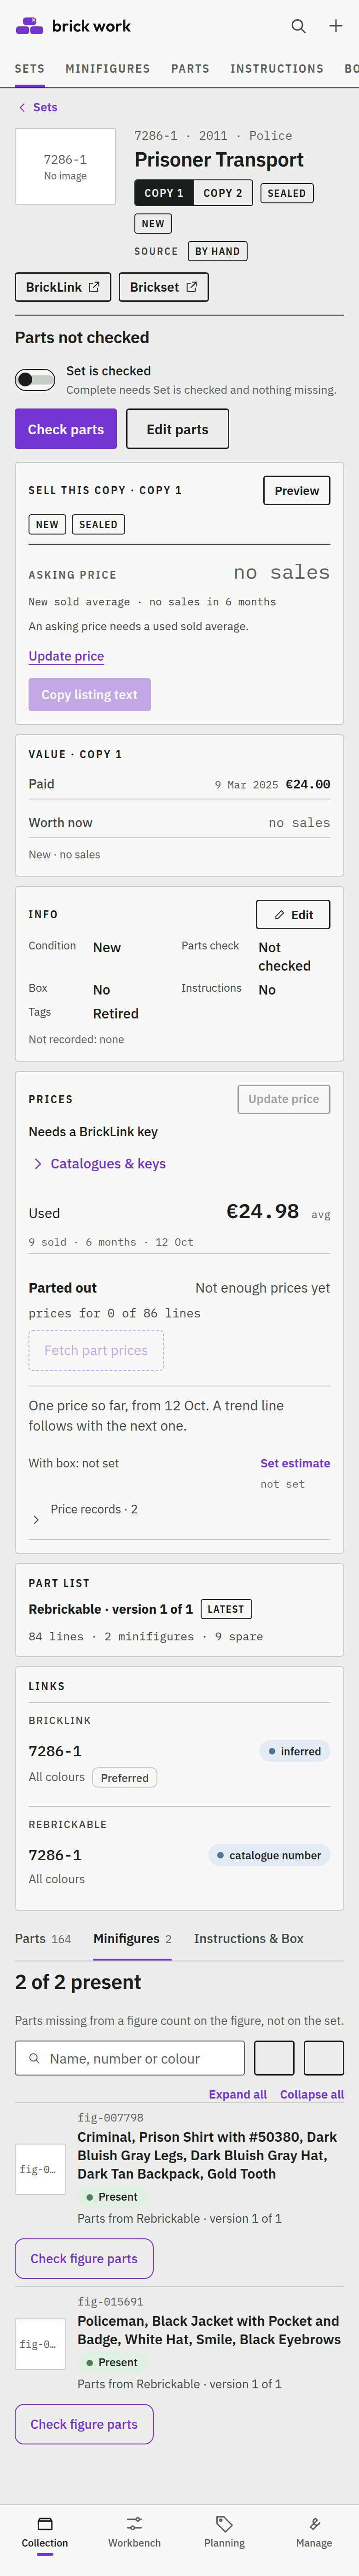 brick work
SETS MINIFIGURES PARTS INSTRUCTIONS BO
Sets
7286-1
No image
7286-1 · 2011 · Police
Prisoner Transport
COPY 1 COPY 2 SEALED
NEW
SOURCE BY HAND
BrickLink Brickset
Parts not checked
Set is checked
Complete needs Set is checked and nothing missing.
Check parts Edit parts
SELL THIS COPY · COPY 1 Preview
NEW SEALED
ASKING PRICE no sales
New sold average · no sales in 6 months
An asking price needs a used sold average.
Update price
Copy listing text
VALUE · COPY 1
Paid 9 Mar 2025 €24.00
Worth now no sales
New · no sales
INFO Edit
Condition New Parts check Not
checked
Box No Instructions No
Tags Retired
Not recorded: none
PRICES Update price
Needs a BrickLink key
Catalogues & keys
Used €24.98 avg
9 sold · 6 months · 12 Oct
Parted out Not enough prices yet
prices for 0 of 86 lines
Fetch part prices
One price so far, from 12 Oct. A trend line
follows with the next one.
With box: not set Set estimate
not set
Price records · 2
PART LIST
Rebrickable · version 1 of 1 LATEST
84 lines · 2 minifigures · 9 spare
LINKS
BRICKLINK
7286-1 inferred
All colours Preferred
REBRICKABLE
7286-1 catalogue number
All colours
Parts 164 Minifigures 2 Instructions & Box
2 of 2 present
Parts missing from a figure count on the figure, not on the set.
Name, number or colour
Expand all Collapse all
fig-007798
fig-0…
Criminal, Prison Shirt with #50380, Dark
Bluish Gray Legs, Dark Bluish Gray Hat,
Dark Tan Backpack, Gold Tooth
Present
Parts from Rebrickable · version 1 of 1
Check figure parts
fig-015691
fig-0…
Policeman, Black Jacket with Pocket and
Badge, White Hat, Smile, Black Eyebrows
Present
Parts from Rebrickable · version 1 of 1
Check figure parts
Collection Workbench Planning Manage